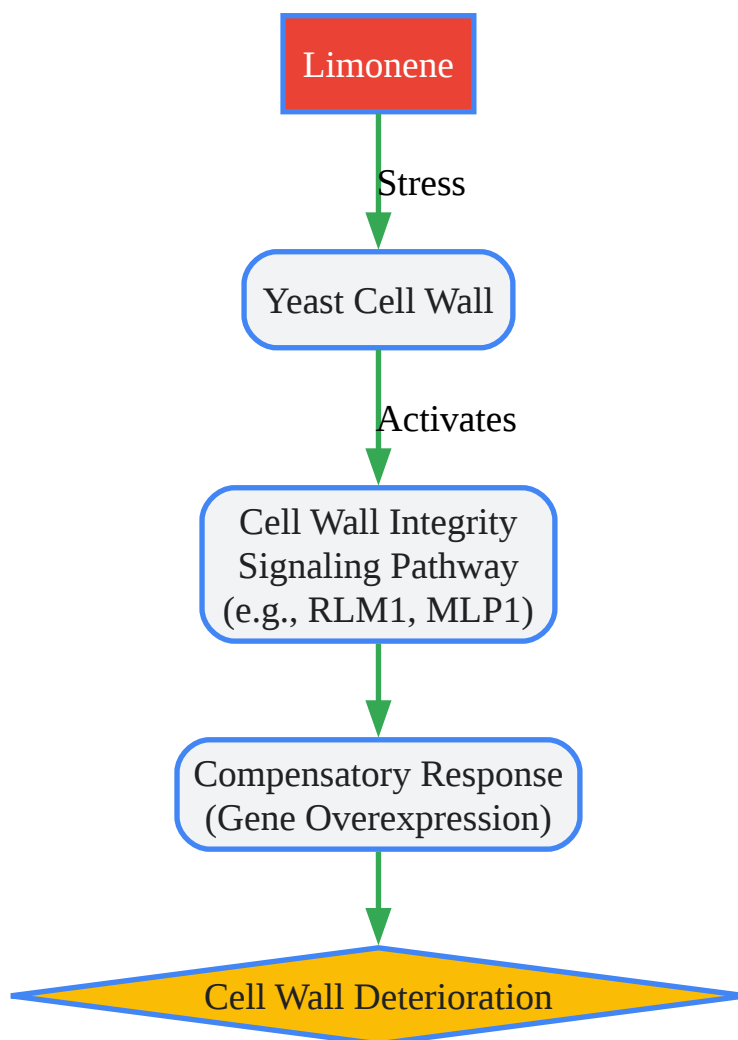 Limonene
Stress
Yeast Cell Wall
Activates
Cell Wall Integrity
Signaling Pathway
(e.g., RLM1, MLP1)
Compensatory Response
(Gene Overexpression)
Cell Wall Deterioration